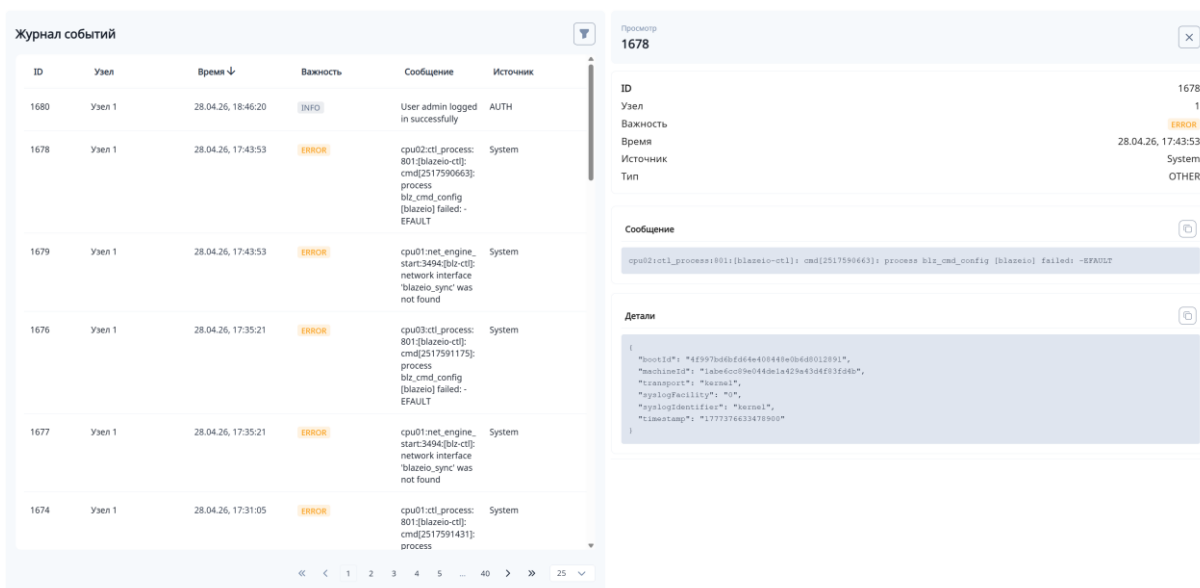 Журнал событий
ID Узел Время Важность Сообщение Источник
1680 Узел 1 28.04.26, 18:46:20 INFO User admin logged AUTH
in successfully
1678 Узел 1 28.04.26, 17:43:53 ERROR cpu02:ctl_process: System
801:[blazeio-ctl]:
cmd[2517590663]:
process
blz_cmd_config
[blazeio] failed: -
EFAULT
1679 Узел 1 28.04.26, 17:43:53 ERROR cpu01:net_engine_ System
start:3494:[blz-ctl]:
network interface
'blazeio_sync' was
not found
1676 Узел 1 28.04.26, 17:35:21 ERROR cpu03:ctl_process: System
801:[blazeio-ctl]:
cmd[2517591175]:
process
blz_cmd_config
[blazeio] failed: -
EFAULT
1677 Узел 1 28.04.26, 17:35:21 ERROR cpu01:net_engine_ System
start:3494:[blz-ctl]:
network interface
'blazeio_sync' was
not found
1674 Узел 1 28.04.26, 17:31:05 ERROR cpu01:ctl_process: System
801:[blazeio-ctl]:
cmd[2517591431]:
process
1 2 3 4 5 ... 40 25
Просмотр
1678
ID 1678
Узел 1
Важность ERROR
Время 28.04.26, 17:43:53
Источник System
Тип OTHER
Сообщение
cpu02:ctl_process:801:[blazeio-ctl]: cmd[2517590663]: process blz_cmd_config [blazeio] failed: -EFAULT
Детали
{
"bootId": "4f997bd6bfd64e408448e0b6d8012891",
"machineId": "1abe6cc89e044de1a429a43d4f83fd4b",
"transport": "kernel",
"syslogFacility": "0",
"syslogIdentifier": "kernel",
"timestamp": "1777376633478900"
}